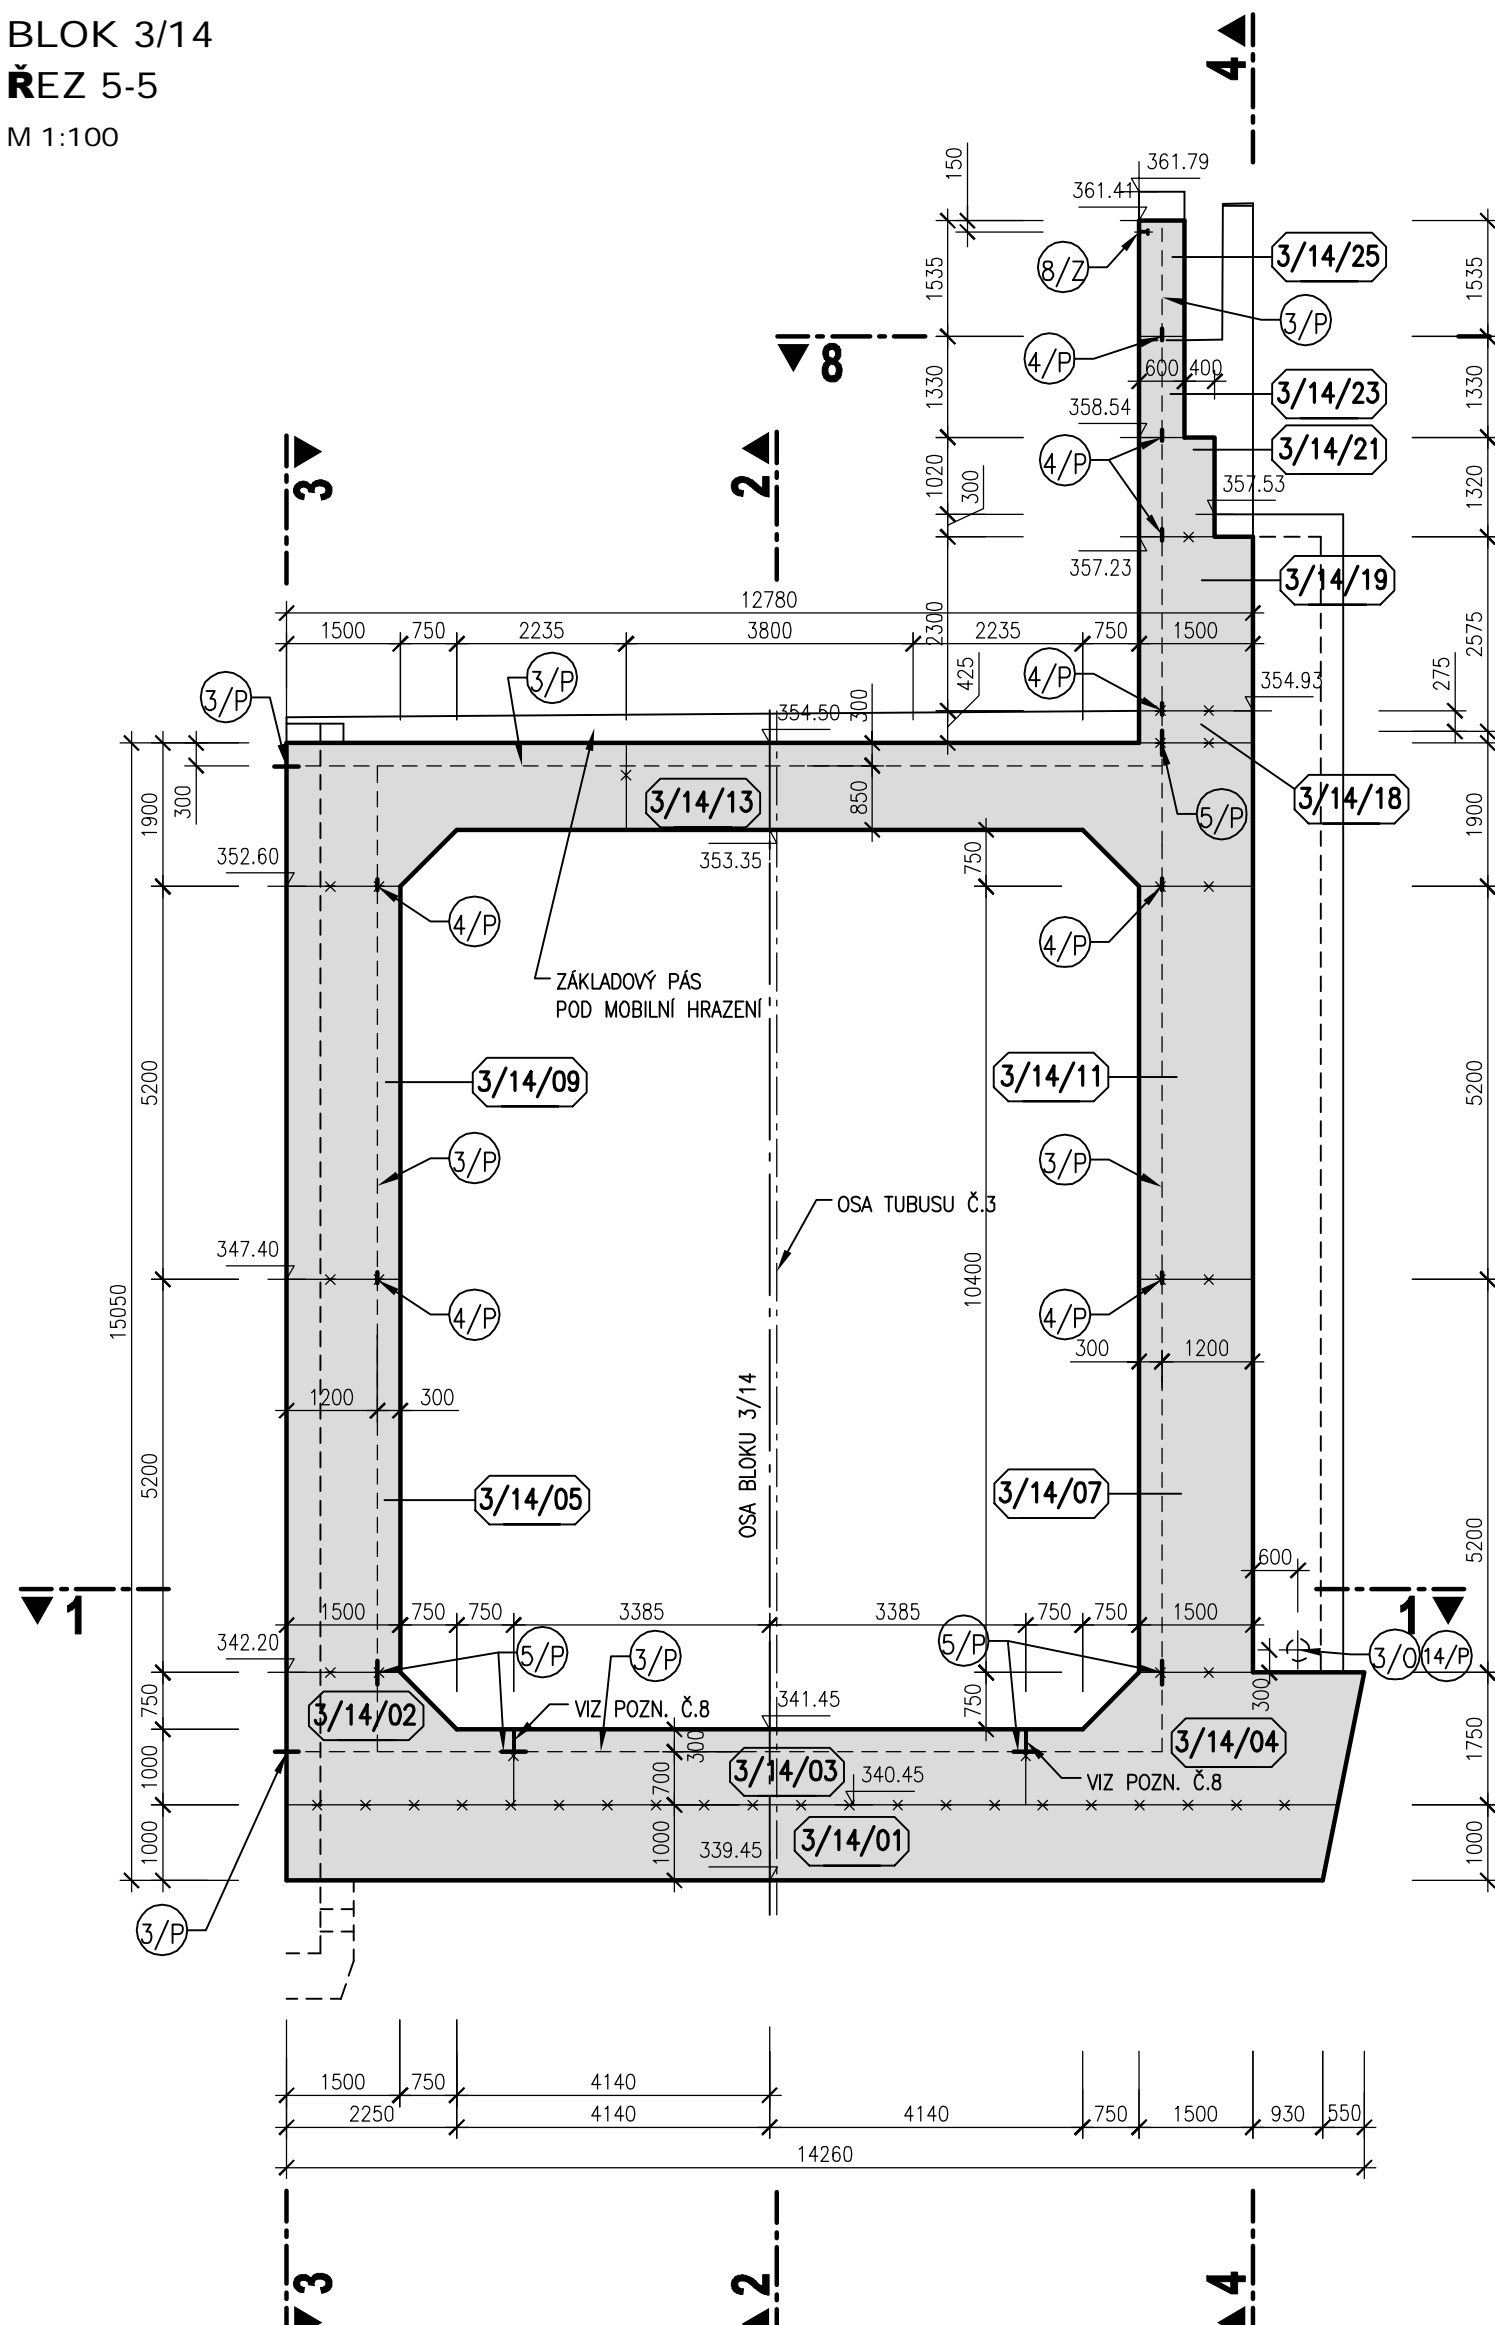 BLOK 3/14
ŘEZ 5-5
M 1:100
4
150
361.79
361.41
8/Z
3/14/25
1535
1535
3/P
8
4/P
600 400
1330
1330
3/14/23
358.54
3
2
4/P
3/14/21
1020
300
1320
357.53
357.23
3/14/19
12780
1500 750 2235 3800 2235 750 1500
2300
2575
3/P
3/P
4/P
425
275
354.93
354.50
300
1900
300
3/14/13
850
5/P
3/14/18
1900
352.60
353.35
750
4/P
4/P
ZÁKLADOVÝ PÁS
POD MOBILNÍ HRAZENÍ
5200
3/14/09
3/14/11
5200
3/P
3/P
OSA TUBUSU Č.3
347.40
10400
15050
4/P
4/P
300 1200
1200 300
OSA BLOKU 3/14
5200
3/14/05
3/14/07
5200
600
1
1
1500 750 750 3385 3385 750 750 1500
342.20
5/P
3/P
5/P
3/O
14/P
300
750
3/14/02
VIZ POZN. Č.8
341.45
750
3/14/04
1750
300
1000
700
3/14/03
340.45
VIZ POZN. Č.8
1000
1000
339.45
3/14/01
1000
3/P
1500 750 4140
2250 4140 4140 750 1500 930 550
14260
3
2
4